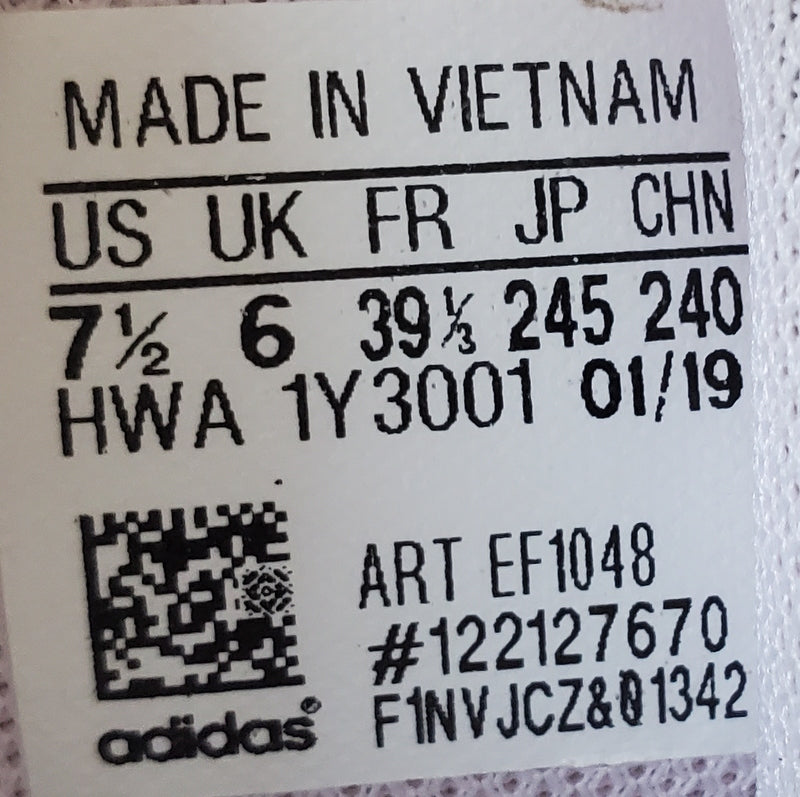 MADE IN VIETNAM
US UK FR JP CHN
7½ 6 39⅓ 245 240
HWA 1Y3001 01/19
ART EF1048
#122127670
F1NVJCZ&01342
adidas®